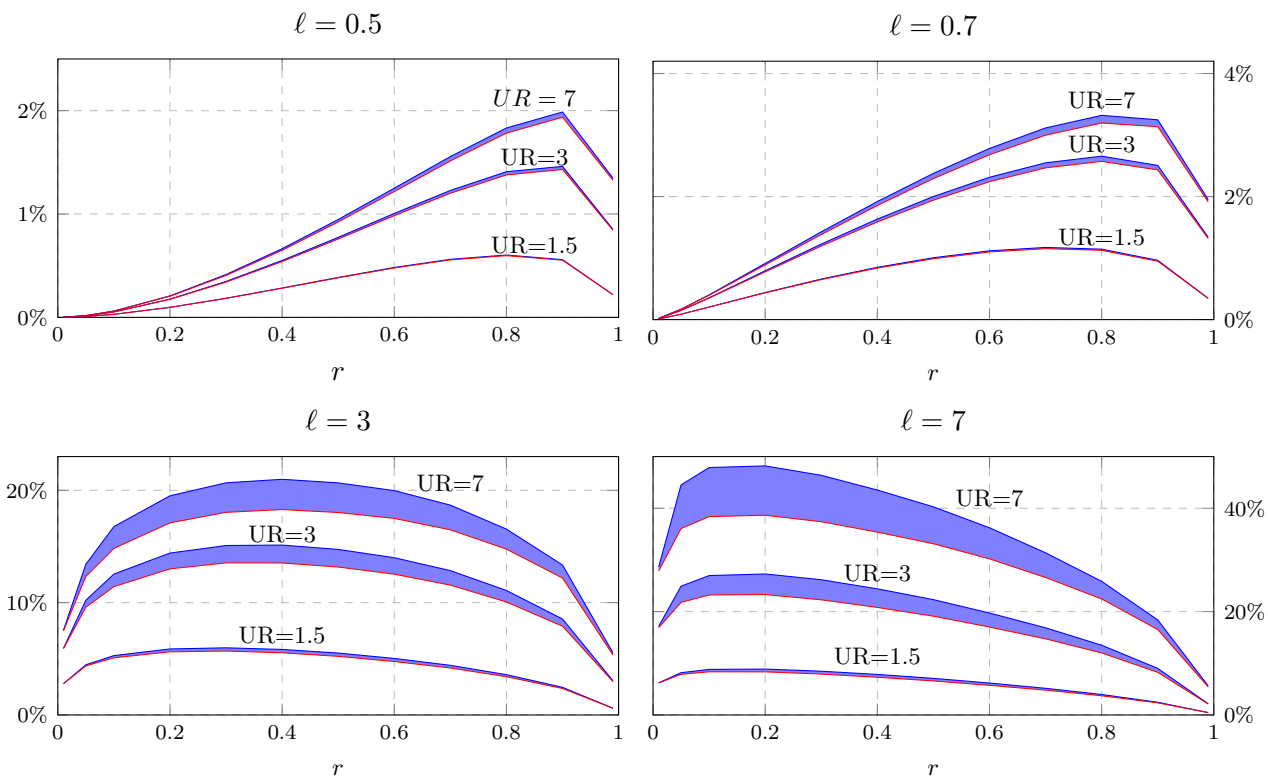 ℓ = 0.5
ℓ = 0.7
2%
1%
0%
UR = 7
UR=3
UR=1.5
0 0.2 0.4 0.6 0.8 1
r
4%
2%
0%
UR=7
UR=3
UR=1.5
0 0.2 0.4 0.6 0.8 1
r
ℓ = 3
ℓ = 7
20%
10%
0%
UR=7
UR=3
UR=1.5
0 0.2 0.4 0.6 0.8 1
r
40%
20%
0%
UR=7
UR=3
UR=1.5
0 0.2 0.4 0.6 0.8 1
r